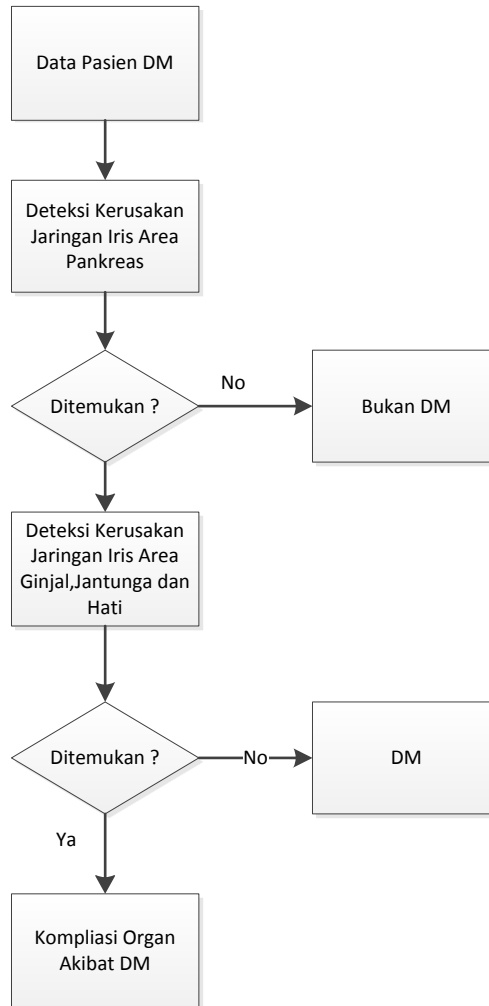 Data Pasien DM
Deteksi Kerusakan
Jaringan Iris Area
Pankreas
Ditemukan ?
No
Bukan DM
Deteksi Kerusakan
Jaringan Iris Area
Ginjal,Jantunga dan
Hati
Ditemukan ?
No
DM
Ya
Kompliasi Organ
Akibat DM